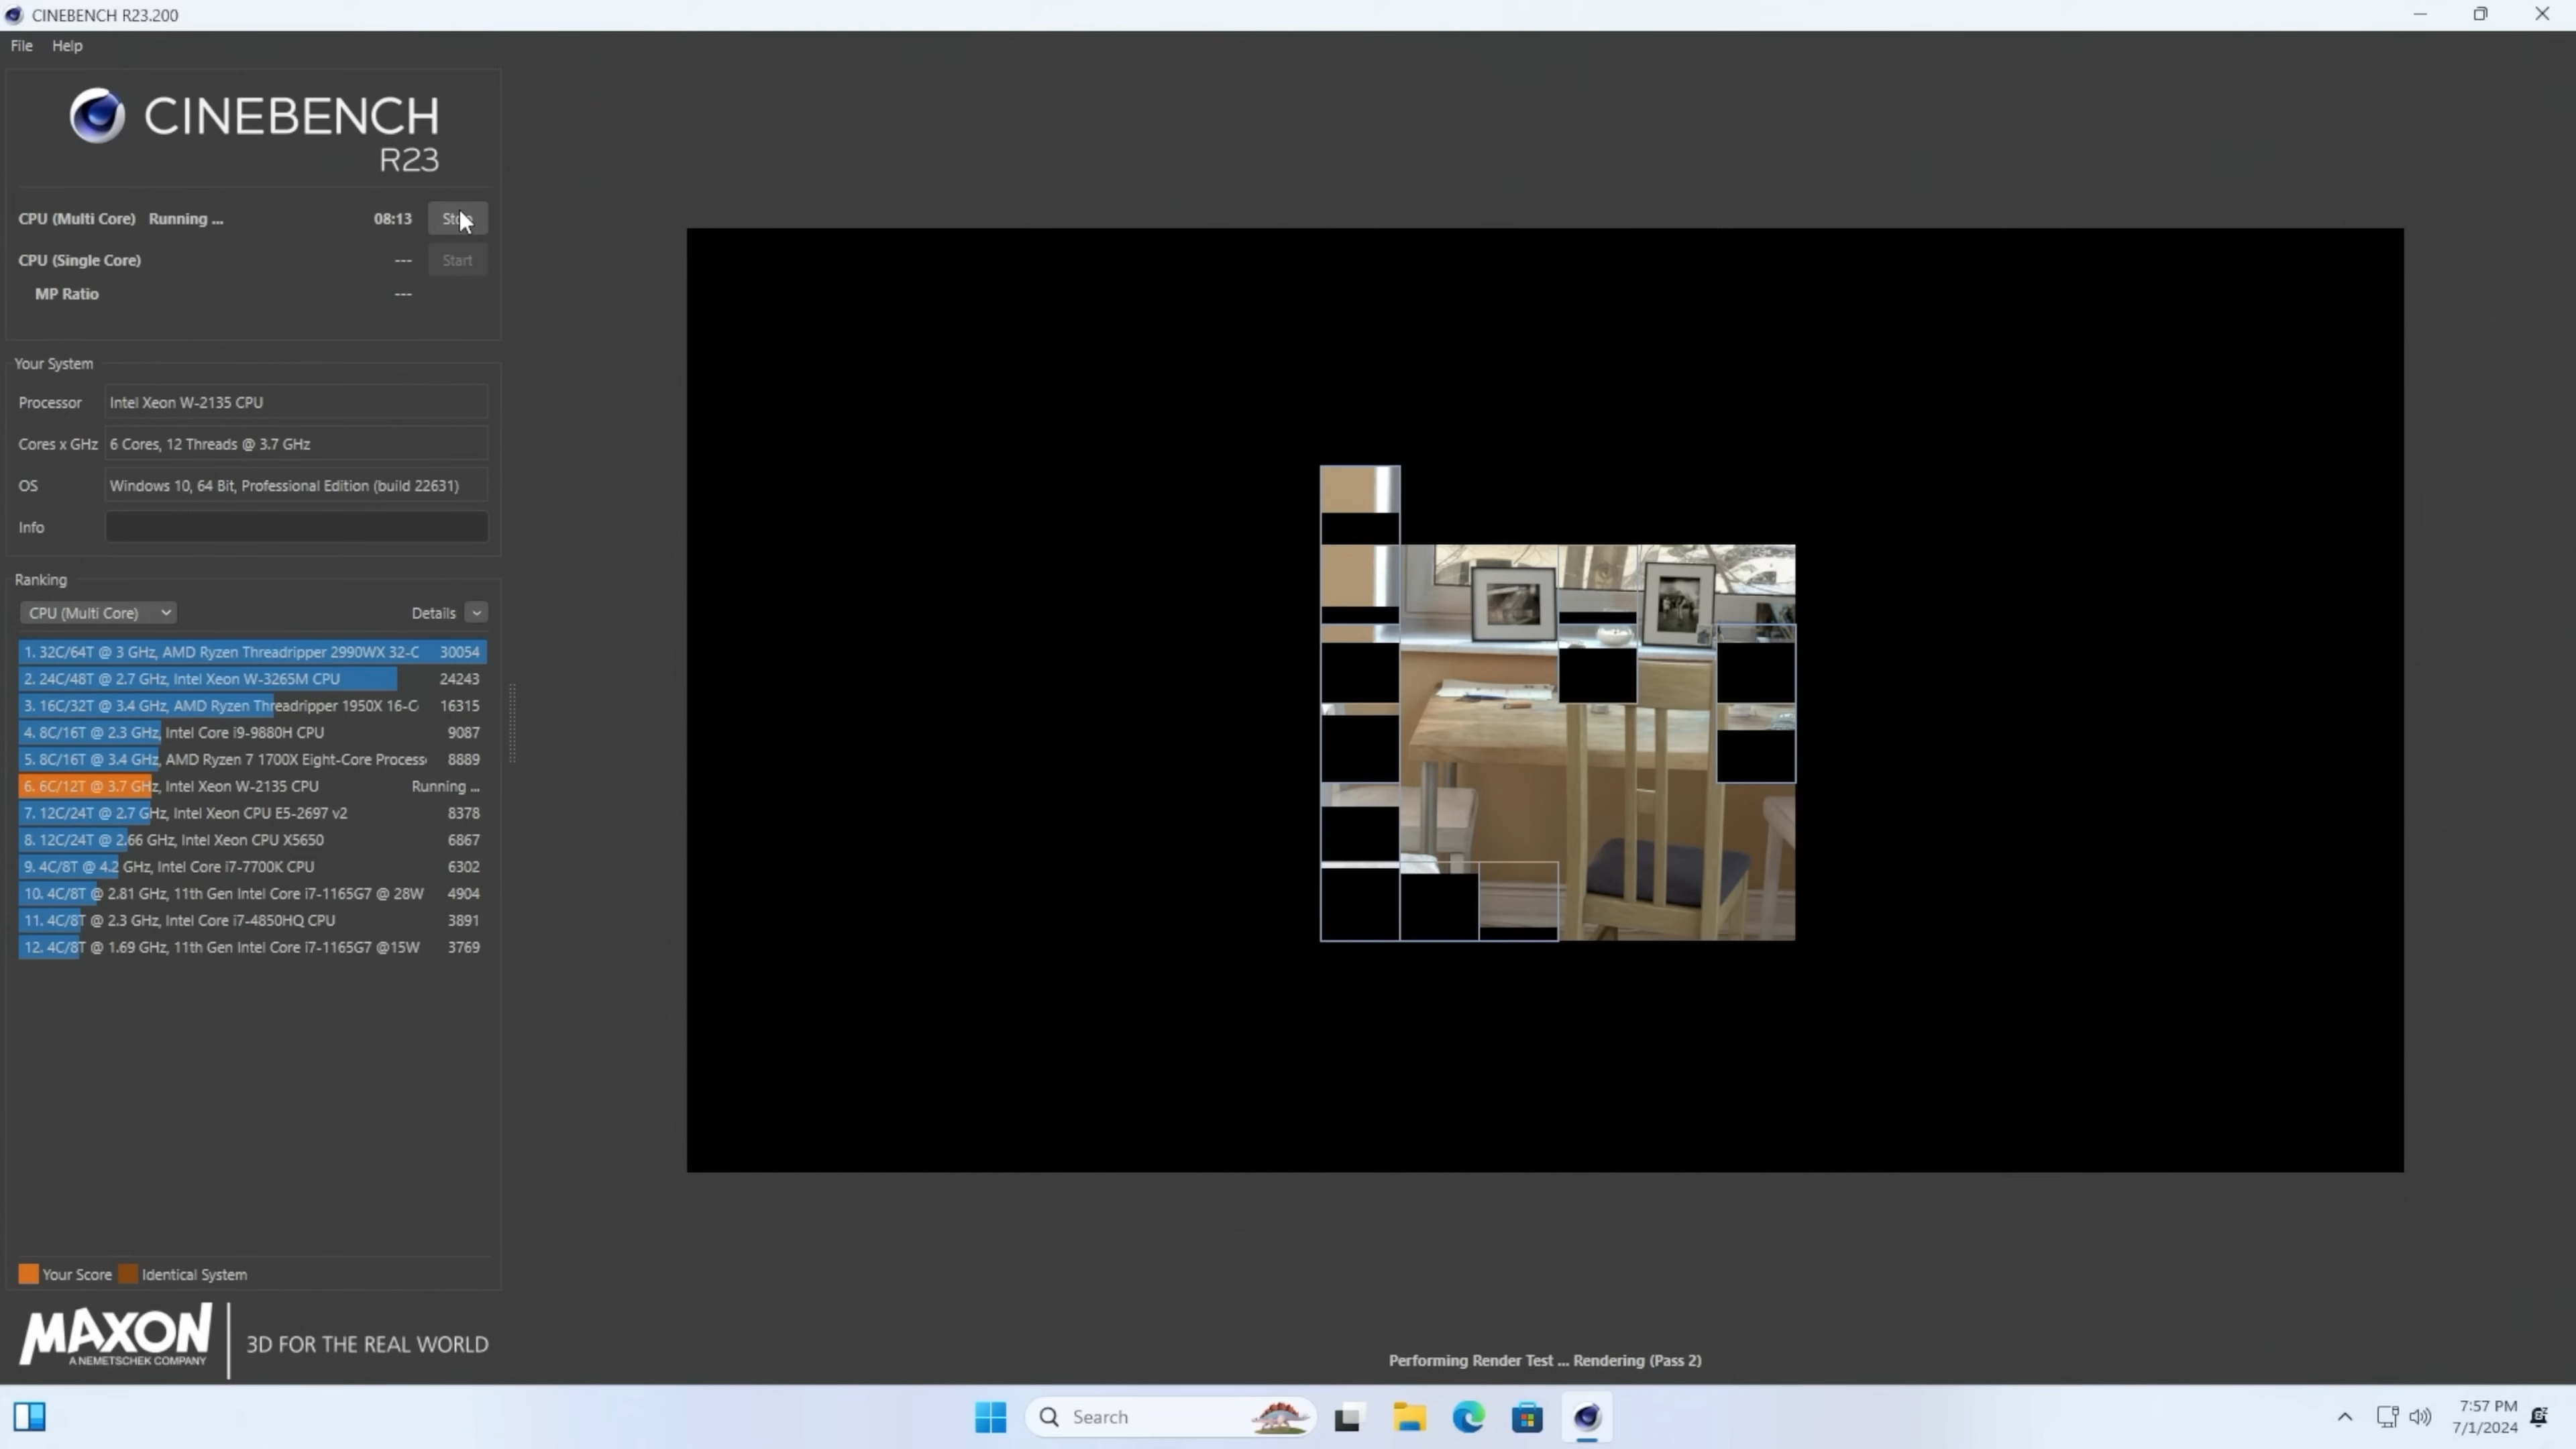 CINEBENCH R23.200
File Help
CINEBENCH
R23
CPU (Multi Core) Running ... 08:13
CPU (Single Core) --- Start
MP Ratio ---
Your System
Processor Intel Xeon W-2135 CPU
Cores x GHz 6 Cores, 12 Threads @ 3.7 GHz
OS Windows 10, 64 Bit, Professional Edition (build 22631)
Info
Ranking
CPU (Multi Core) Details
1. 32C/64T @ 3 GHz, AMD Ryzen Threadripper 2990WX 32-C 30054
2. 24C/48T @ 2.7 GHz, Intel Xeon W-3265M CPU 24243
3. 16C/32T @ 3.4 GHz, AMD Ryzen Threadripper 1950X 16-C 16315
4. 8C/16T @ 2.3 GHz, Intel Core i9-9880H CPU 9087
5. 8C/16T @ 3.4 GHz, AMD Ryzen 7 1700X Eight-Core Process 8889
6. 6C/12T @ 3.7 GHz, Intel Xeon W-2135 CPU Running ...
7. 12C/24T @ 2.7 GHz, Intel Xeon CPU E5-2697 v2 8378
8. 12C/24T @ 2.66 GHz, Intel Xeon CPU X5650 6867
9. 4C/8T @ 4.2 GHz, Intel Core i7-7700K CPU 6302
10. 4C/8T @ 2.81 GHz, 11th Gen Intel Core i7-1165G7 @ 28W 4904
11. 4C/8T @ 2.3 GHz, Intel Core i7-4850HQ CPU 3891
12. 4C/8T @ 1.69 GHz, 11th Gen Intel Core i7-1165G7 @15W 3769
Your Score Identical System
MAXON
A NEMETSCHEK COMPANY
3D FOR THE REAL WORLD
Performing Render Test ... Rendering (Pass 2)
Search
7:57 PM
7/1/2024